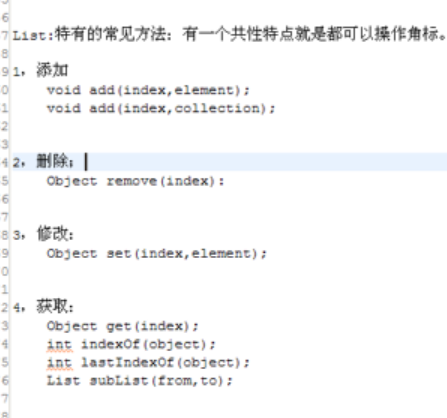 List:特有的常见方法：有一个共性特点就是都可以操作角标。
1，添加
void add(index,element);
void add(index,collection);
2，删除；
Object remove(index):
3，修改：
Object set(index,element);
4，获取：
Object get(index);
int indexOf(object);
int lastIndexOf(object);
List subList(from,to);